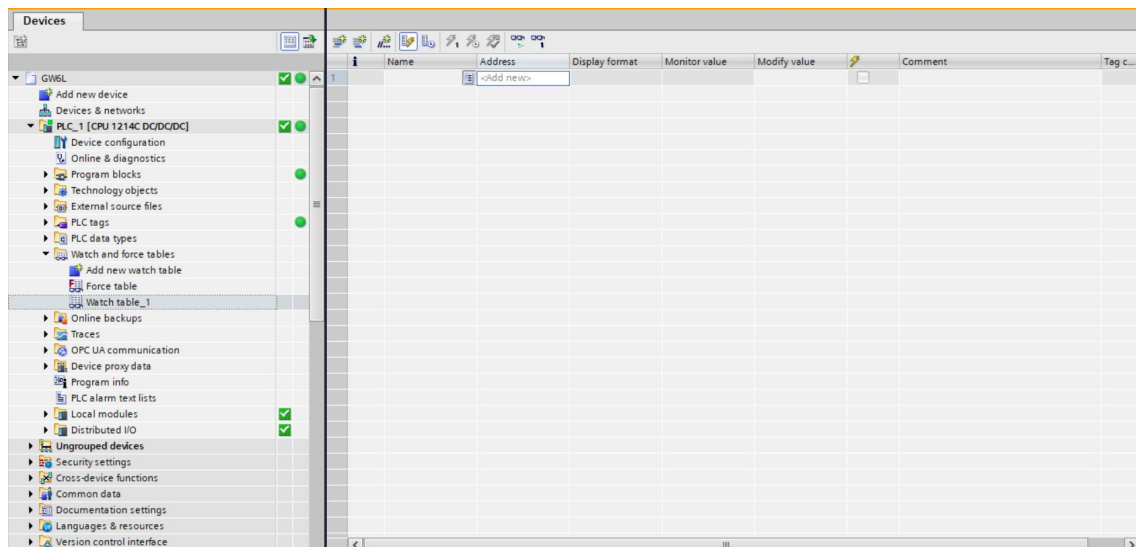 Devices
i Name Address Display format Monitor value Modify value Comment Tag c...
GW6L
1 <Add new>
Add new device
Devices & networks
PLC_1 [CPU 1214C DC/DC/DC]
Device configuration
Online & diagnostics
Program blocks
Technology objects
External source files
PLC tags
PLC data types
Watch and force tables
Add new watch table
Force table
Watch table_1
Online backups
Traces
OPC UA communication
Device proxy data
Program info
PLC alarm text lists
Local modules
Distributed I/O
Ungrouped devices
Security settings
Cross-device functions
Common data
Documentation settings
Languages & resources
Version control interface